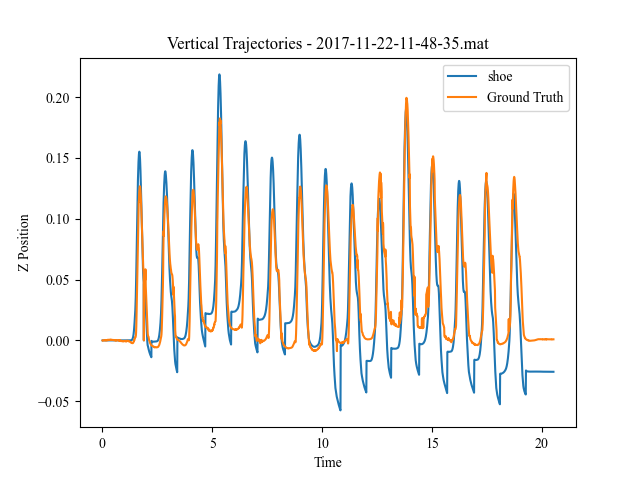 Vertical Trajectories - 2017-11-22-11-48-35.mat
shoe
Ground Truth
Z Position
0.20
0.15
0.10
0.05
0.00
−0.05
0
5
10
15
20
Time